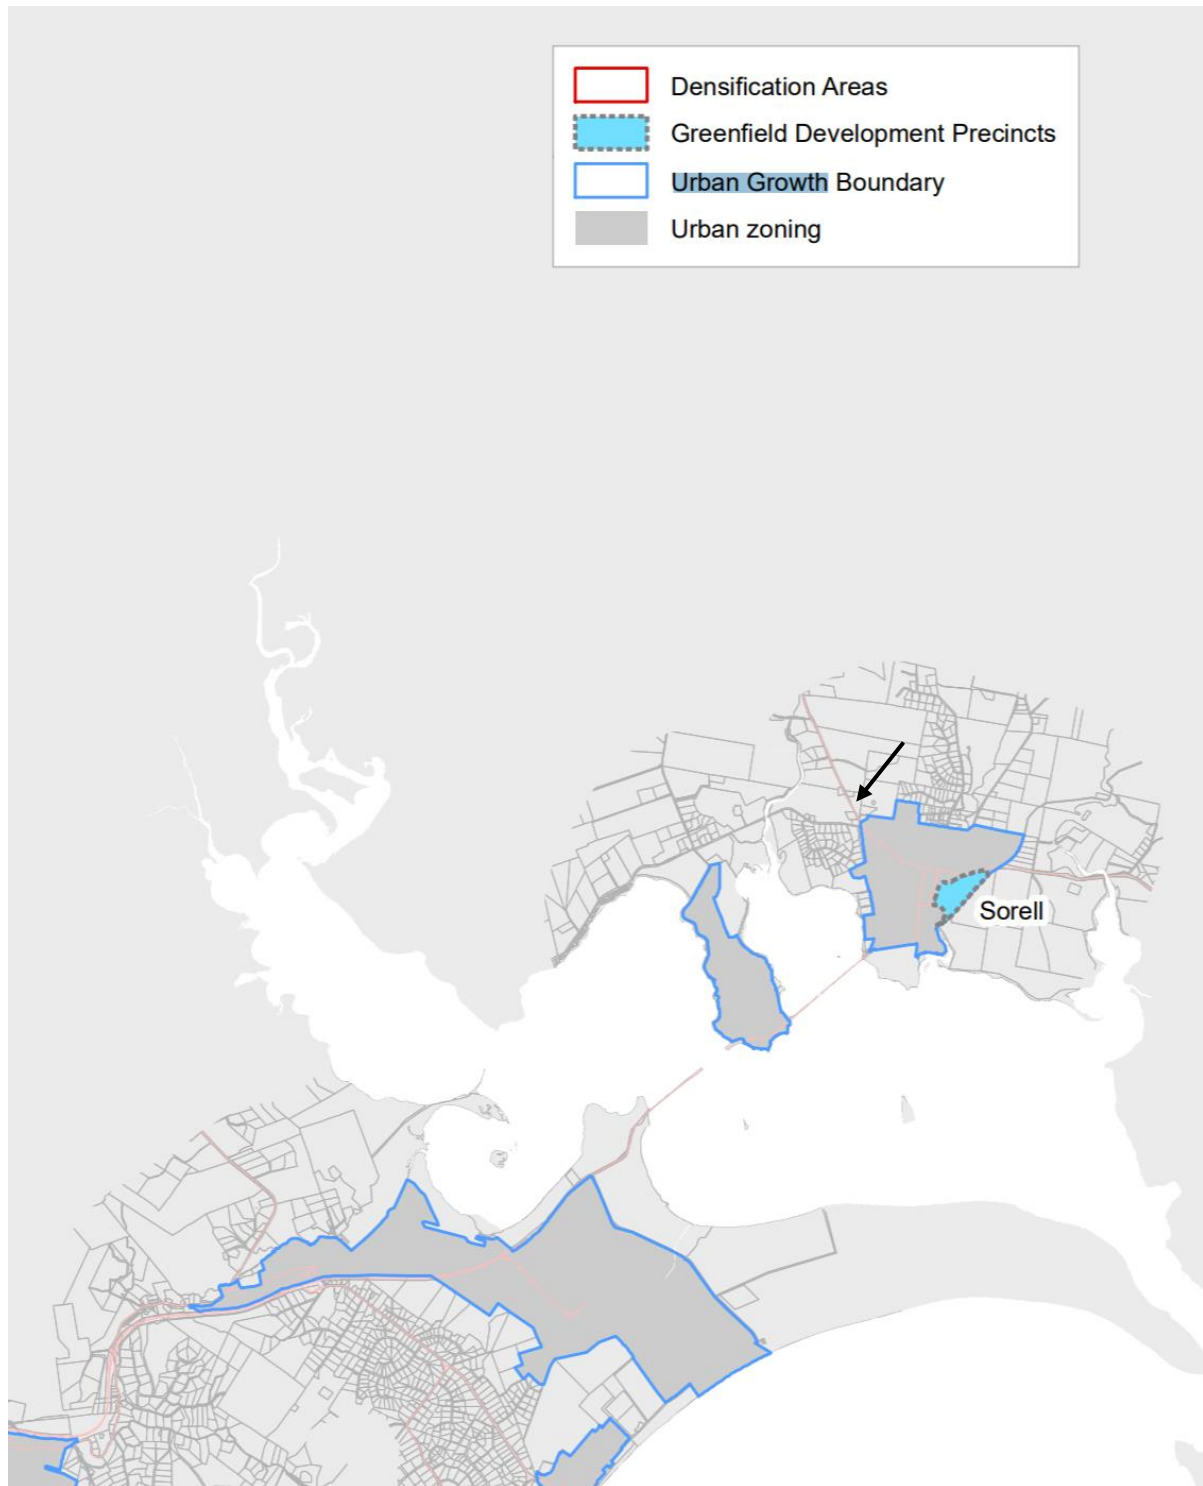 Densification Areas
Greenfield Development Precincts
Urban Growth Boundary
Urban zoning
Sorell